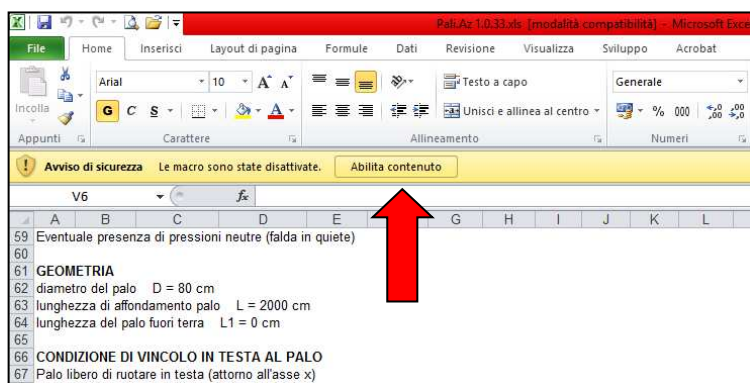 Pali.Az 1.0.33.xls [modalità compatibilità] - Microsoft Exce
File Home Inserisci Layout di pagina Formule Dati Revisione Visualizza Sviluppo Acrobat
Incolla Arial 10 A A Testo a capo Generale
G C S A Unisci e allinea al centro % 000 ,00 ,00
Appunti Carattere Allineamento Numeri
Avviso di sicurezza Le macro sono state disattivate. Abilita contenuto
V6 fx
A B C D E G H I J K L
59 Eventuale presenza di pressioni neutre (falda in quiete)
60
61 GEOMETRIA
62 diametro del palo D = 80 cm
63 lunghezza di affondamento palo L = 2000 cm
64 lunghezza del palo fuori terra L1 = 0 cm
65
66 CONDIZIONE DI VINCOLO IN TESTA AL PALO
67 Palo libero di ruotare in testa (attorno all'asse x)